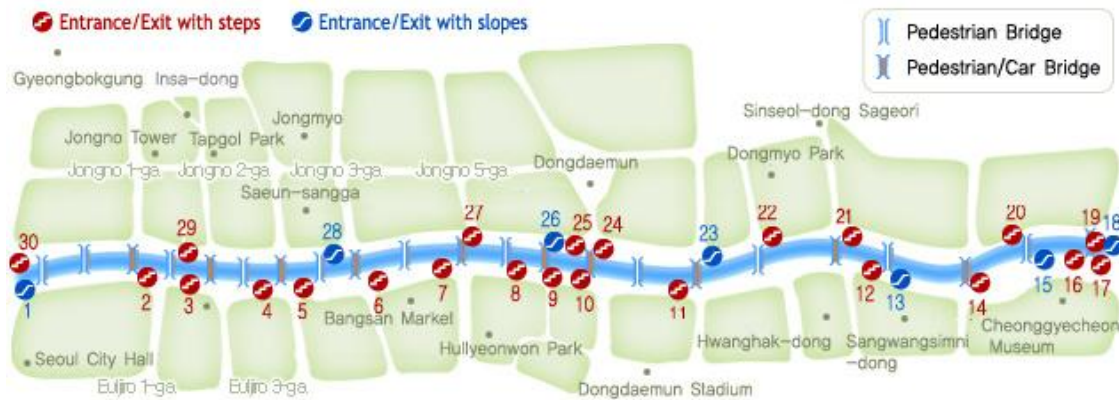 Entrance/Exit with steps
Entrance/Exit with slopes
Pedestrian Bridge
Pedestrian/Car Bridge
Gyeongbokgung
Insa-dong
Jongno Tower
Tapgol Park
Jongmyo
Sinseol-dong Sageori
Dongdaemun
Dongmyo Park
Jongno 1-ga
Jongno 2-ga
Jongno 3-ga
Jongno 5-ga
Saeun-sangga
30
29
28
27
26
25
24
23
22
21
20
19
18
1
2
3
4
5
6
7
8
9
10
11
12
13
14
15
16
17
Seoul City Hall
Bangsan Market
Hullyeonwon Park
Hwanghak-dong
Sangwangsimni
-dong
Cheonggyecheon
Museum
Euljiro 1-ga
Euljiro 3-ga
Dongdaemun Stadium